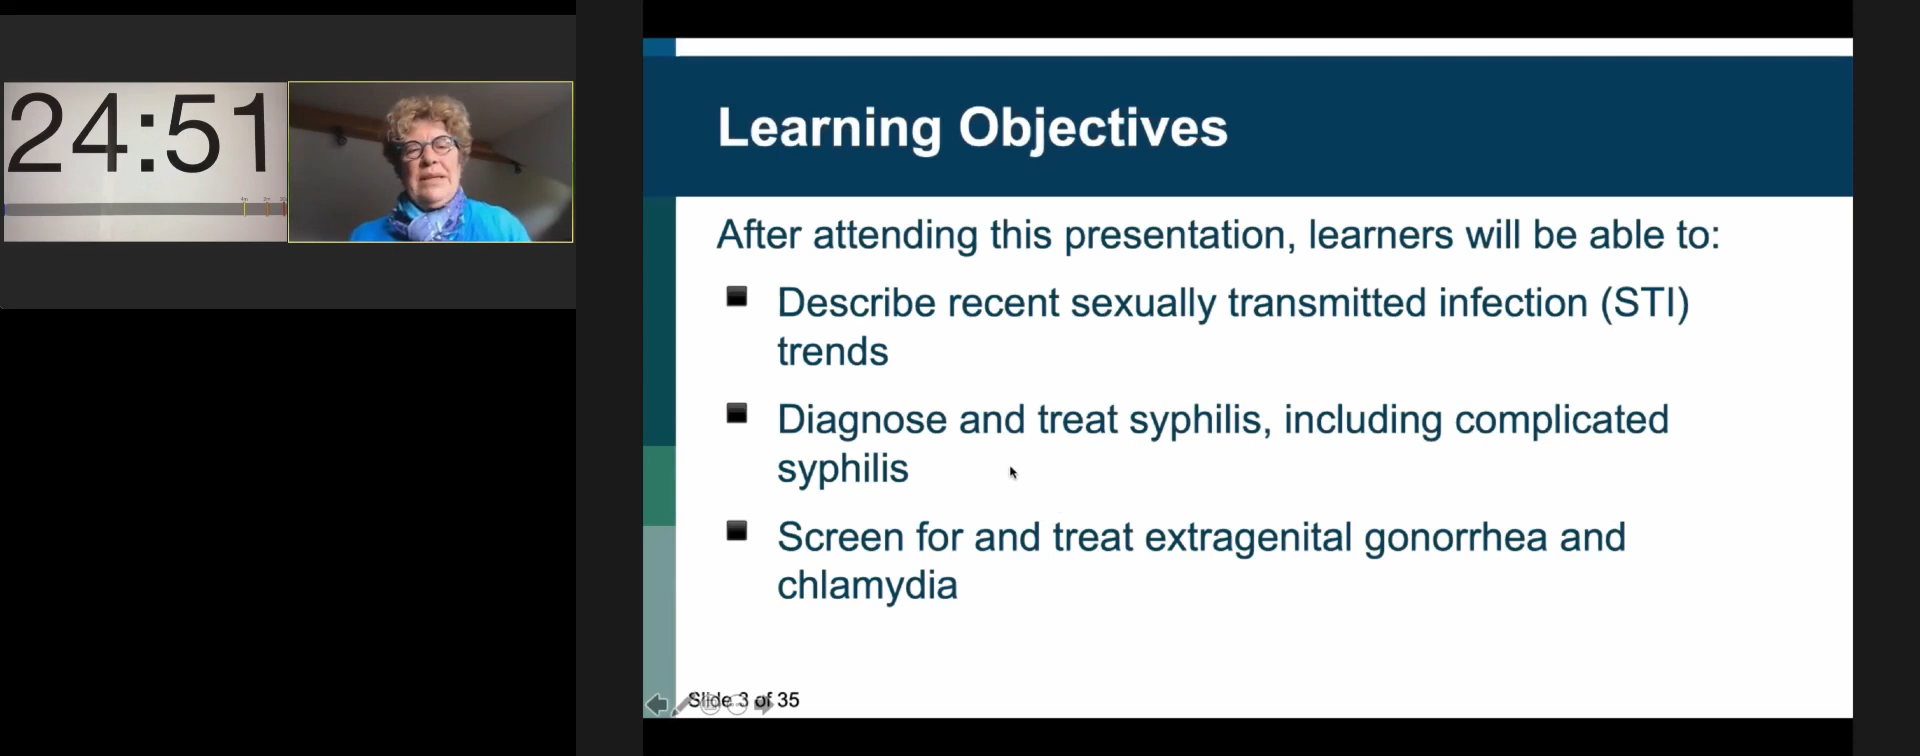 24:51
Learning Objectives
After attending this presentation, learners will be able to:
Describe recent sexually transmitted infection (STI)
trends
Diagnose and treat syphilis, including complicated
syphilis
Screen for and treat extragenital gonorrhea and
chlamydia
Slide 3 of 35